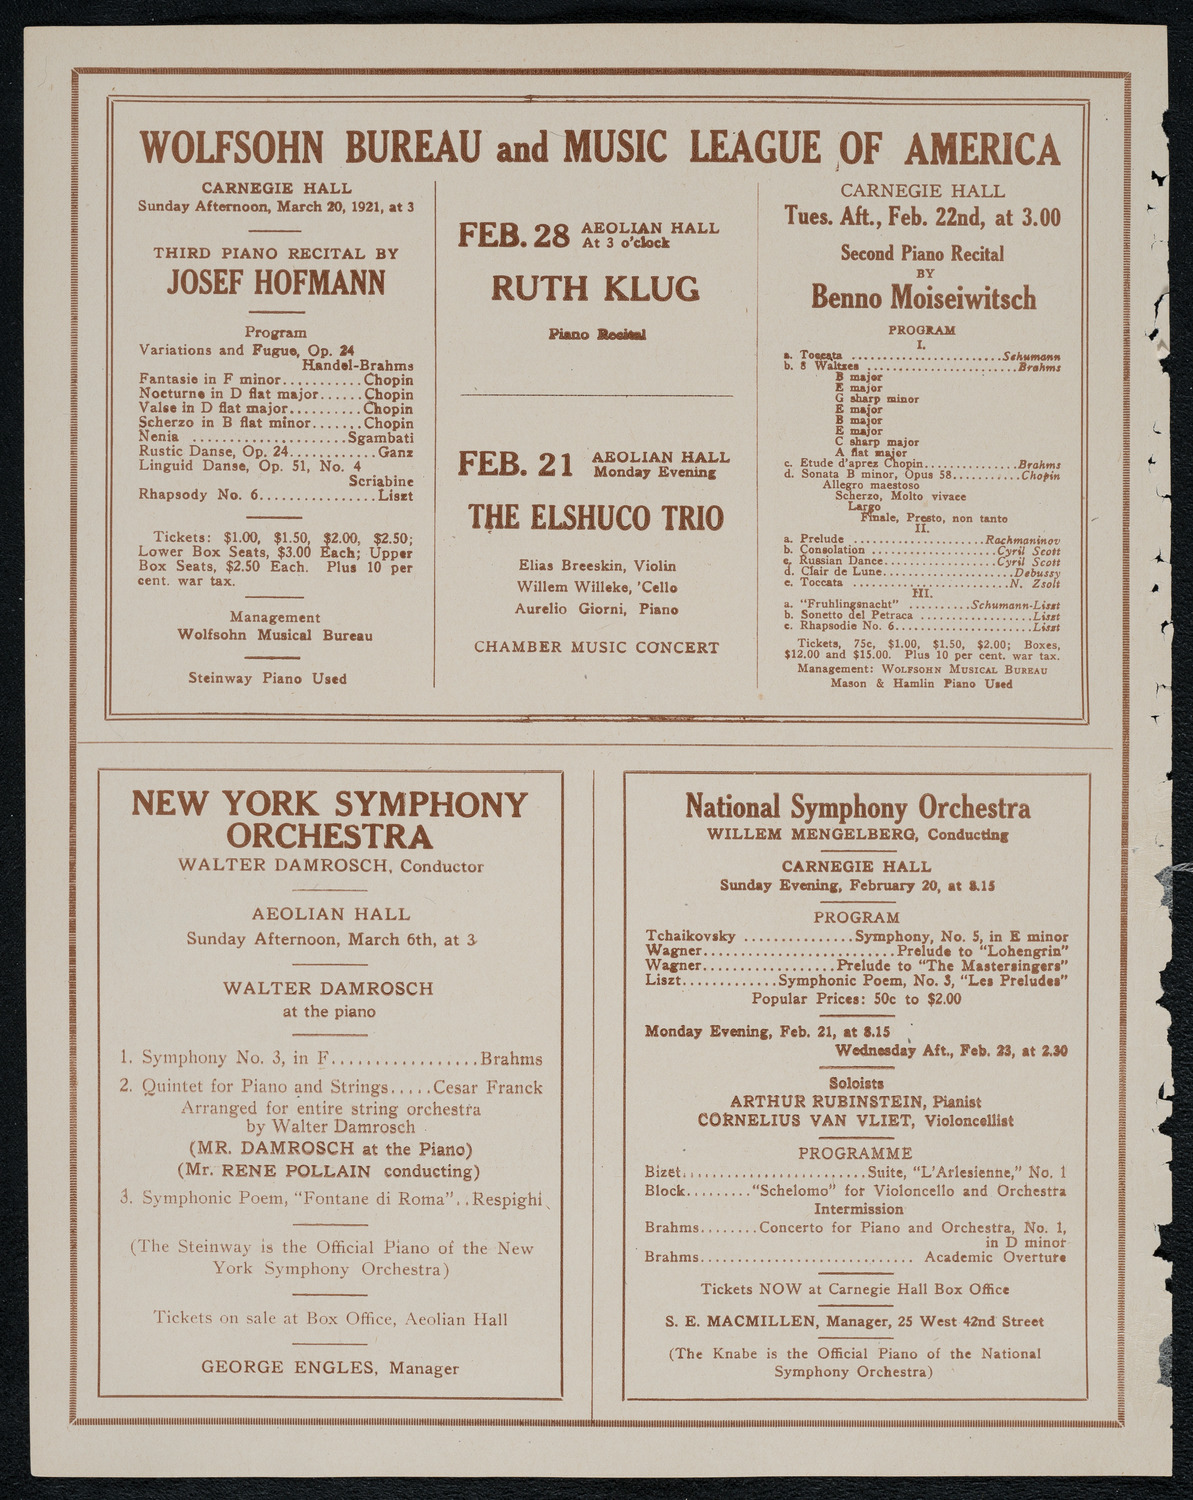 WOLFSOHN BUREAU and MUSIC LEAGUE OF AMERICA
CARNEGIE HALL
Sunday Afternoon, March 20, 1921, at 3
THIRD PIANO RECITAL BY
JOSEF HOFMANN
Program
Variations and Fugue, Op. 24
Handel-Brahms
Fantasie in F minor...........Chopin
Nocturne in D flat major......Chopin
Valse in D flat major..........Chopin
Scherzo in B flat minor.......Chopin
Nenia .....................Sgambati
Rustic Danse, Op. 24............Ganz
Linguid Danse, Op. 51, No. 4
Scriabine
Rhapsody No. 6................Liszt
Tickets: $1.00, $1.50, $2.00, $2.50;
Lower Box Seats, $3.00 Each; Upper
Box Seats, $2.50 Each. Plus 10 per
cent. war tax.
Management
Wolfsohn Musical Bureau
Steinway Piano Used
FEB. 28 AEOLIAN HALL
At 3 o'clock
RUTH KLUG
Piano Recital
FEB. 21 AEOLIAN HALL
Monday Evening
THE ELSHUCO TRIO
Elias Breeskin, Violin
Willem Willeke, 'Cello
Aurelio Giorni, Piano
CHAMBER MUSIC CONCERT
CARNEGIE HALL
Tues. Aft., Feb. 22nd, at 3.00
Second Piano Recital
BY
Benno Moiseiwitsch
PROGRAM
I.
a. Toccata ........................Schumann
b. 8 Waltzes ........................Brahms
B major
E major
G sharp minor
E major
B major
E major
C sharp major
A flat major
c. Etude d'aprez Chopin..............Brahms
d. Sonata B minor, Opus 58...........Chopin
Allegro maestoso
Scherzo, Molto vivace
Largo
Finale, Presto, non tanto
II.
a. Prelude .....................Rachmaninov
b. Consolation ....................Cyril Scott
c. Russian Dance..................Cyril Scott
d. Clair de Lune.....................Debussy
e. Toccata .........................N. Zsolt
III.
a. "Fruhlingsnacht" ..........Schumann-Liszt
b. Sonetto del Petraca ..................Liszt
c. Rhapsodie No. 6......................Liszt
Tickets, 75c, $1.00, $1.50, $2.00; Boxes,
$12.00 and $15.00. Plus 10 per cent. war tax.
Management: WOLFSOHN MUSICAL BUREAU
Mason & Hamlin Piano Used
NEW YORK SYMPHONY
ORCHESTRA
WALTER DAMROSCH, Conductor
AEOLIAN HALL
Sunday Afternoon, March 6th, at 3
WALTER DAMROSCH
at the piano
1. Symphony No. 3, in F.................Brahms
2. Quintet for Piano and Strings.....Cesar Franck
Arranged for entire string orchestra
by Walter Damrosch
(MR. DAMROSCH at the Piano)
(Mr. RENE POLLAIN conducting)
3. Symphonic Poem, "Fontane di Roma"..Respighi
(The Steinway is the Official Piano of the New
York Symphony Orchestra)
Tickets on sale at Box Office, Aeolian Hall
GEORGE ENGLES, Manager
National Symphony Orchestra
WILLEM MENGELBERG, Conducting
CARNEGIE HALL
Sunday Evening, February 20, at 8.15
PROGRAM
Tchaikovsky ...............Symphony, No. 5, in E minor
Wagner...........................Prelude to "Lohengrin"
Wagner..................Prelude to "The Mastersingers"
Liszt.............Symphonic Poem, No. 3, "Les Preludes"
Popular Prices: 50c to $2.00
Monday Evening, Feb. 21, at 8.15
Wednesday Aft., Feb. 23, at 2.30
Soloists
ARTHUR RUBINSTEIN, Pianist
CORNELIUS VAN VLIET, Violoncellist
PROGRAMME
Bizet..........................Suite, "L'Arlesienne," No. 1
Block.........."Schelomo" for Violoncello and Orchestra
Intermission
Brahms........Concerto for Piano and Orchestra, No. 1,
in D minor
Brahms........................... Academic Overture
Tickets NOW at Carnegie Hall Box Office
S. E. MACMILLEN, Manager, 25 West 42nd Street
(The Knabe is the Official Piano of the National
Symphony Orchestra)